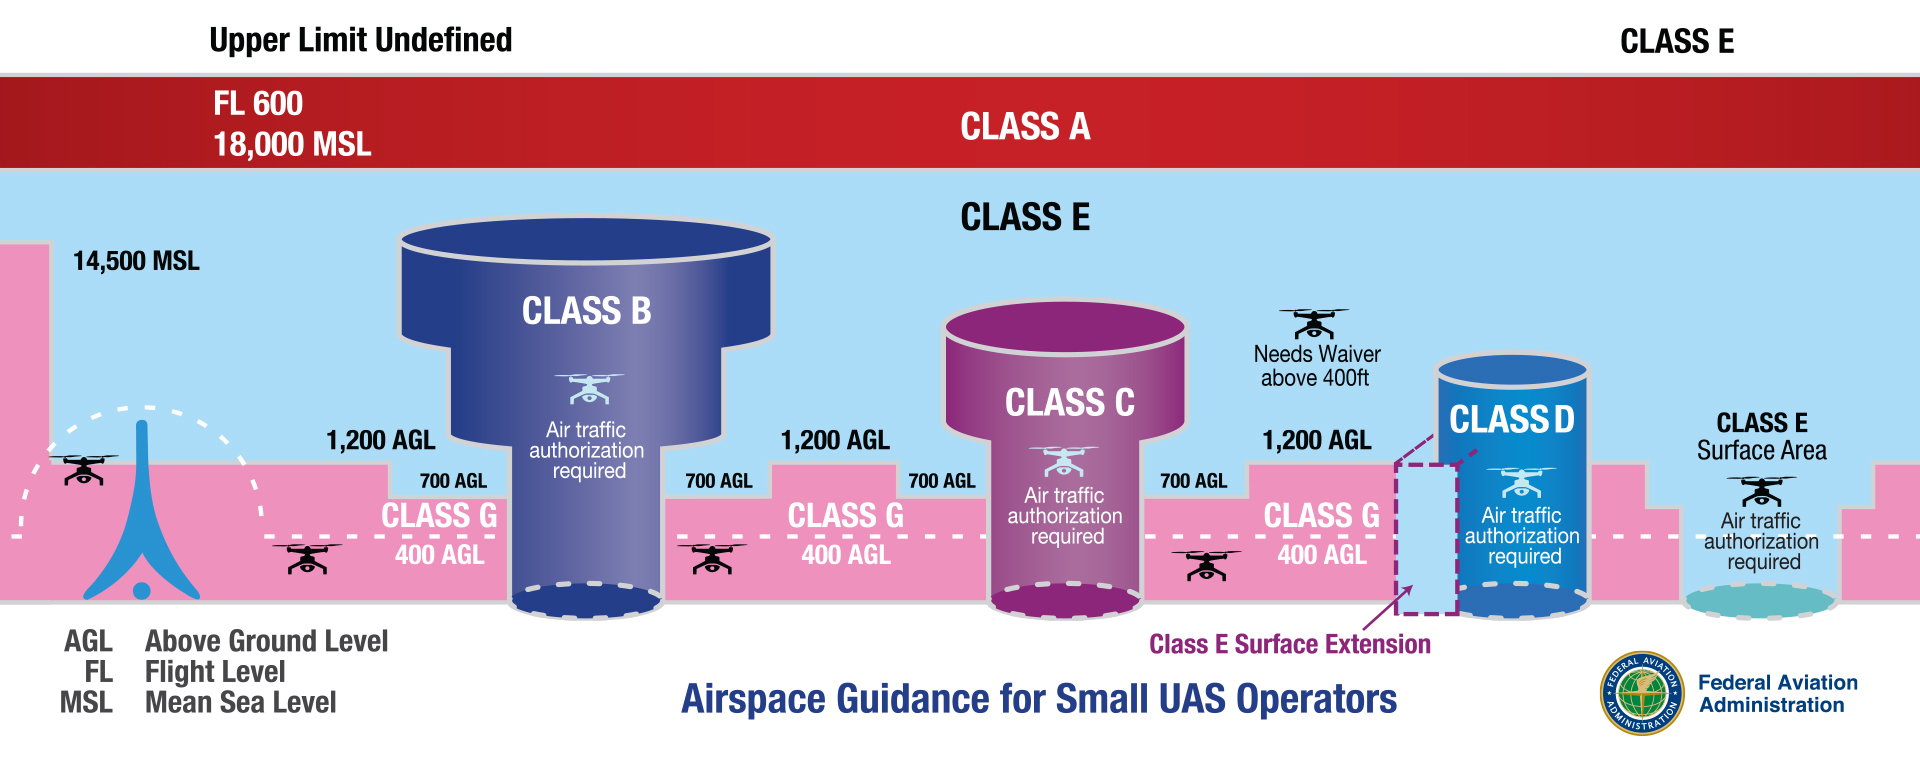 Upper Limit Undefined
CLASS E
FL 600
18,000 MSL
CLASS A
CLASS E
14,500 MSL
CLASS B
Air traffic
authorization
required
CLASS C
Air traffic
authorization
required
Needs Waiver
above 400ft
CLASS D
Air traffic
authorization
required
CLASS E
Surface Area
Air traffic
authorization
required
1,200 AGL
700 AGL
CLASS G
400 AGL
700 AGL
1,200 AGL
700 AGL
CLASS G
400 AGL
700 AGL
1,200 AGL
CLASS G
400 AGL
Class E Surface Extension
AGL Above Ground Level
FL Flight Level
MSL Mean Sea Level
Airspace Guidance for Small UAS Operators
FEDERAL AVIATION
ADMINISTRATION
Federal Aviation
Administration